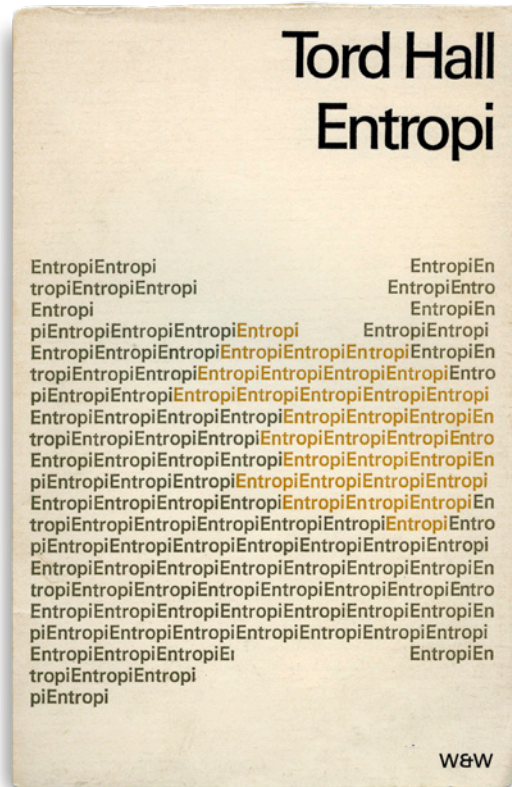 Tord Hall
Entropi
EntropiEntropi EntropiEn
tropiEntropiEntropi EntropiEntro
Entropi EntropiEn
piEntropiEntropiEntropiEntropi EntropiEntropi
EntropiEntropiEntropiEntropiEntropiEntropiEntropiEn
tropiEntropiEntropiEntropiEntropiEntropiEntropiEntro
piEntropiEntropiEntropiEntropiEntropiEntropiEntropi
EntropiEntropiEntropiEntropiEntropiEntropiEntropiEn
tropiEntropiEntropiEntropiEntropiEntropiEntropiEntro
EntropiEntropiEntropiEntropiEntropiEntropiEntropiEn
piEntropiEntropiEntropiEntropiEntropiEntropiEntropi
EntropiEntropiEntropiEntropiEntropiEntropiEntropiEn
tropiEntropiEntropiEntropiEntropiEntropiEntropiEntro
piEntropiEntropiEntropiEntropiEntropiEntropiEntropi
EntropiEntropiEntropiEntropiEntropiEntropiEntropiEn
tropiEntropiEntropiEntropiEntropiEntropiEntropiEntro
EntropiEntropiEntropiEntropiEntropiEntropiEntropiEn
piEntropiEntropiEntropiEntropiEntropiEntropiEntropi
EntropiEntropiEntropiEı EntropiEn
tropiEntropiEntropi
piEntropi
W&W